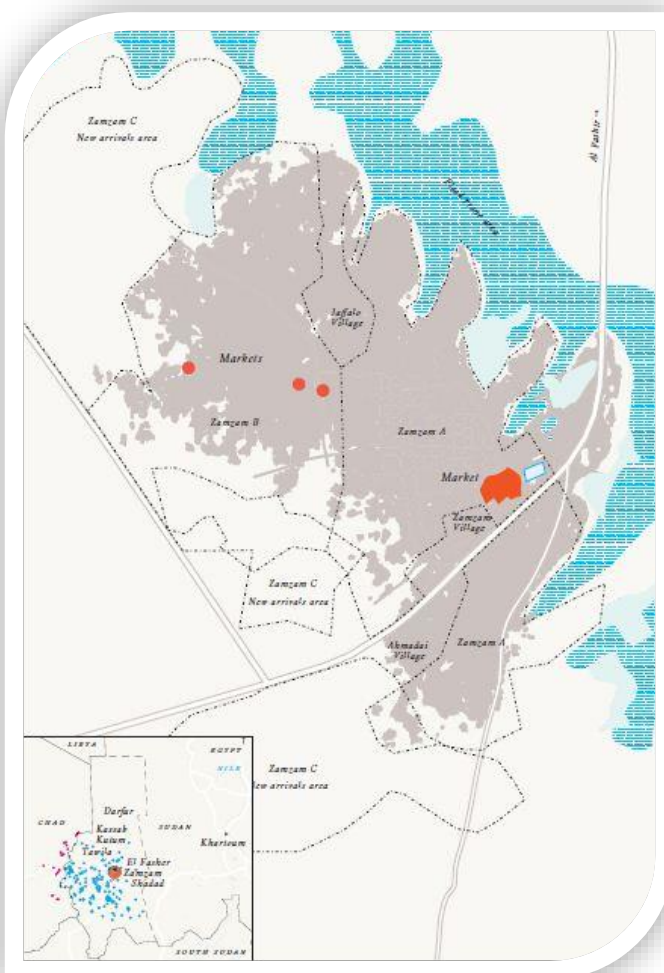 Zamzam C
New arrivals area
Al Fashir →
area
Jaffalo
Village
Markets
Zamzam B
Zamzam A
Market
Zamzam
Village
Zamzam C
New arrivals area
Ahmadai
Village
Zamzam A
Zamzam C
New arrivals area
LIBYA
EGYPT
NILE
Darfur
CHAD
SUDAN
Kassab
Kutum
Khartoum
Tawila
El Fasher
Zamzam
Shadad
SOUTH SUDAN